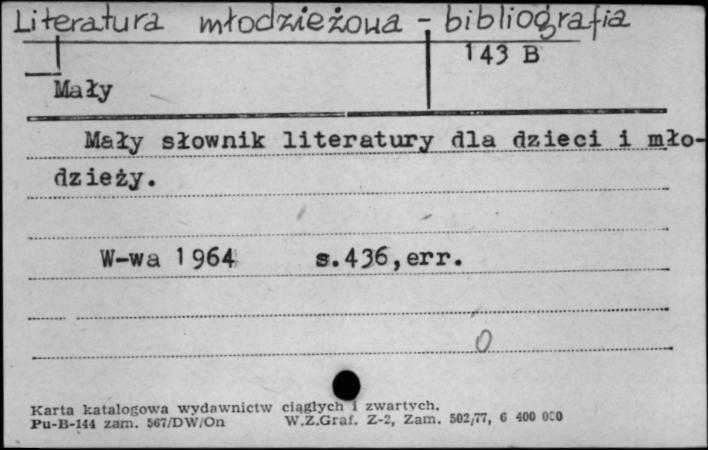 Literatura młodzieżowa - bibliografia
143 B
Mały
Mały słownik literatury dla dzieci i mło-
dzieży.
W-wa 1964 s.436,err.
0
Karta katalogowa wydawnictw ciągłych i zwartych.
Pu-B-144 zam. 567/DW/On W.Z.Graf. Z-2, Zam. 502/77, 6 400 000